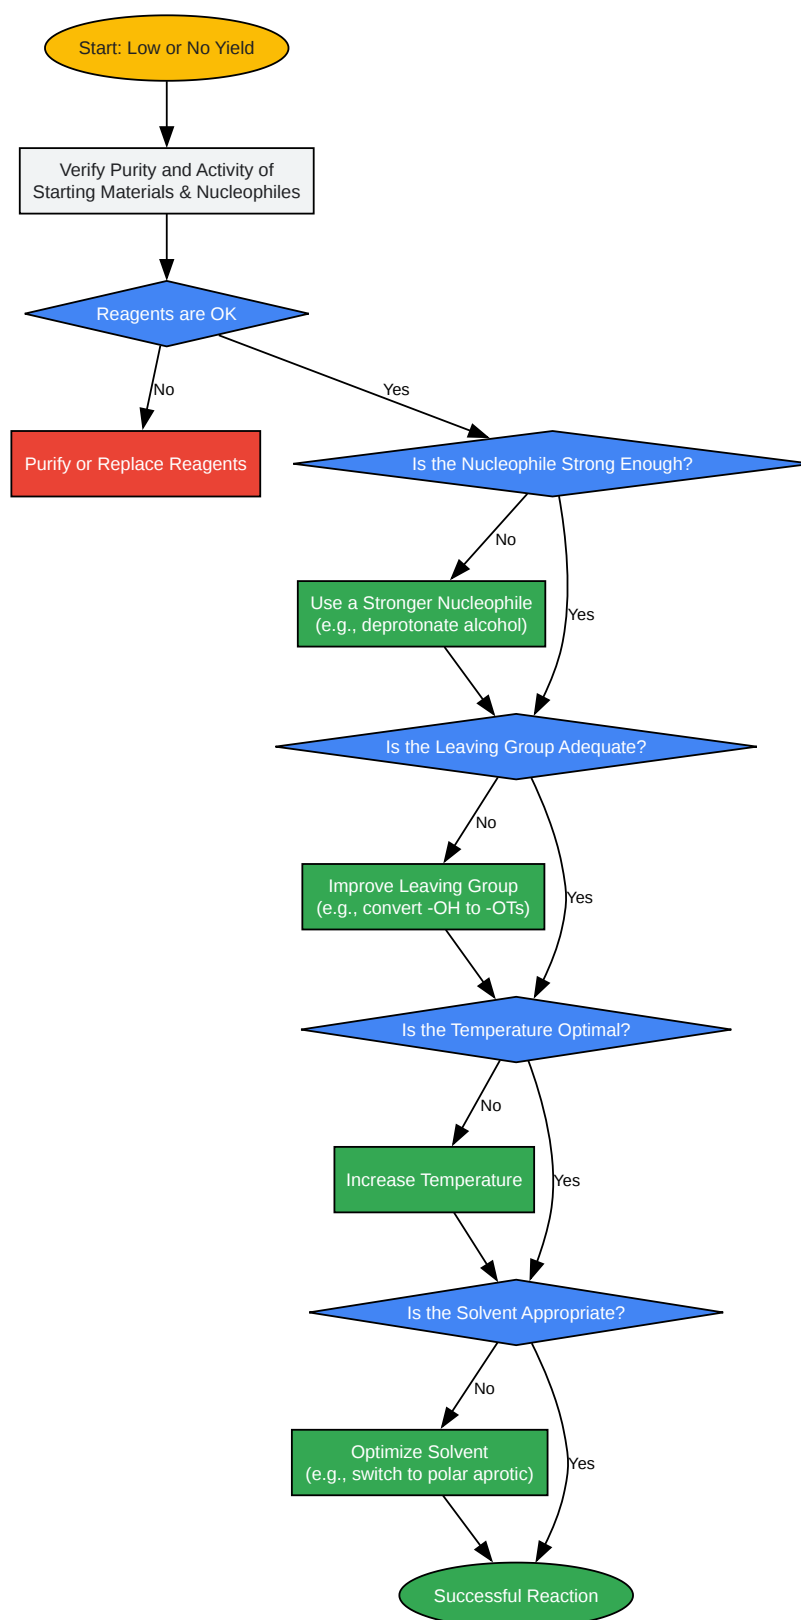 Start: Low or No Yield
Verify Purity and Activity of
Starting Materials & Nucleophiles
Reagents are OK
No
Yes
Purify or Replace Reagents
Is the Nucleophile Strong Enough?
No
Use a Stronger Nucleophile
(e.g., deprotonate alcohol)
Yes
Is the Leaving Group Adequate?
No
Improve Leaving Group
(e.g., convert -OH to -OTs)
Yes
Is the Temperature Optimal?
No
Increase Temperature
Yes
Is the Solvent Appropriate?
No
Optimize Solvent
(e.g., switch to polar aprotic)
Yes
Successful Reaction